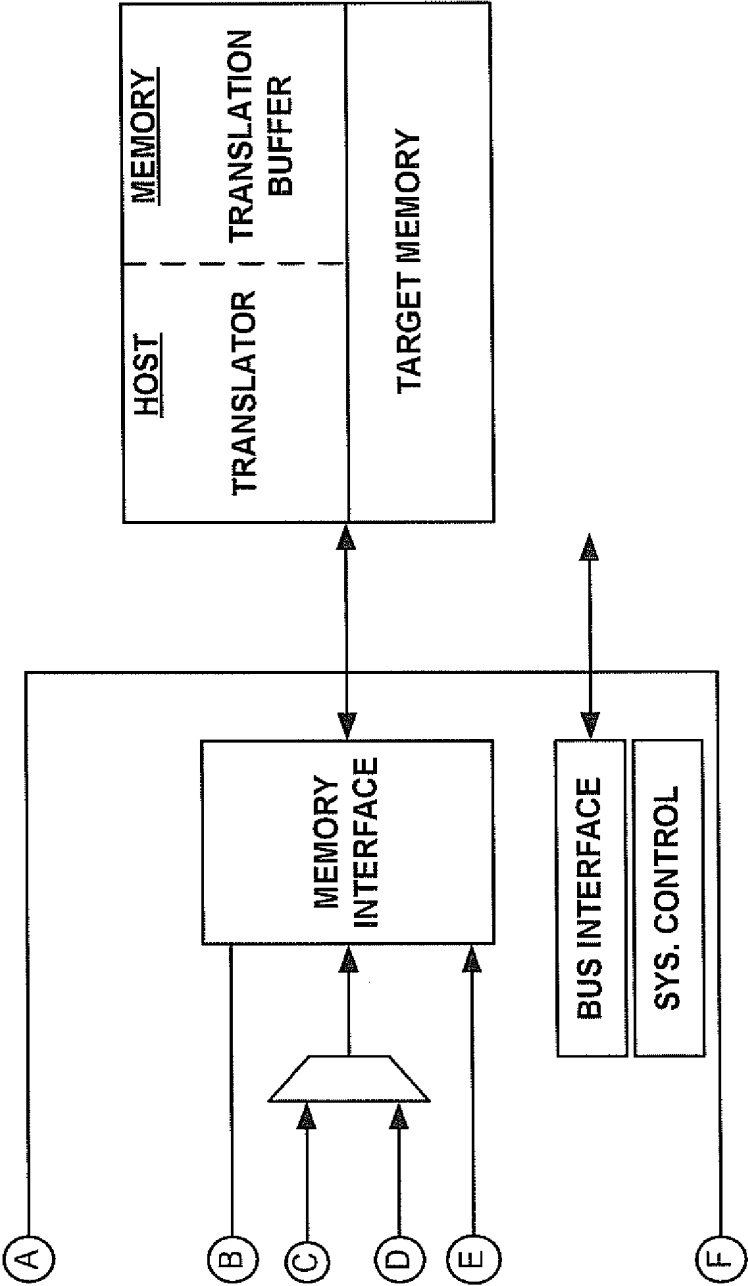 A
B
C
D
E
F
MEMORY
INTERFACE
BUS INTERFACE
SYS. CONTROL
HOST
MEMORY
TRANSLATOR
TRANSLATION
BUFFER
TARGET MEMORY